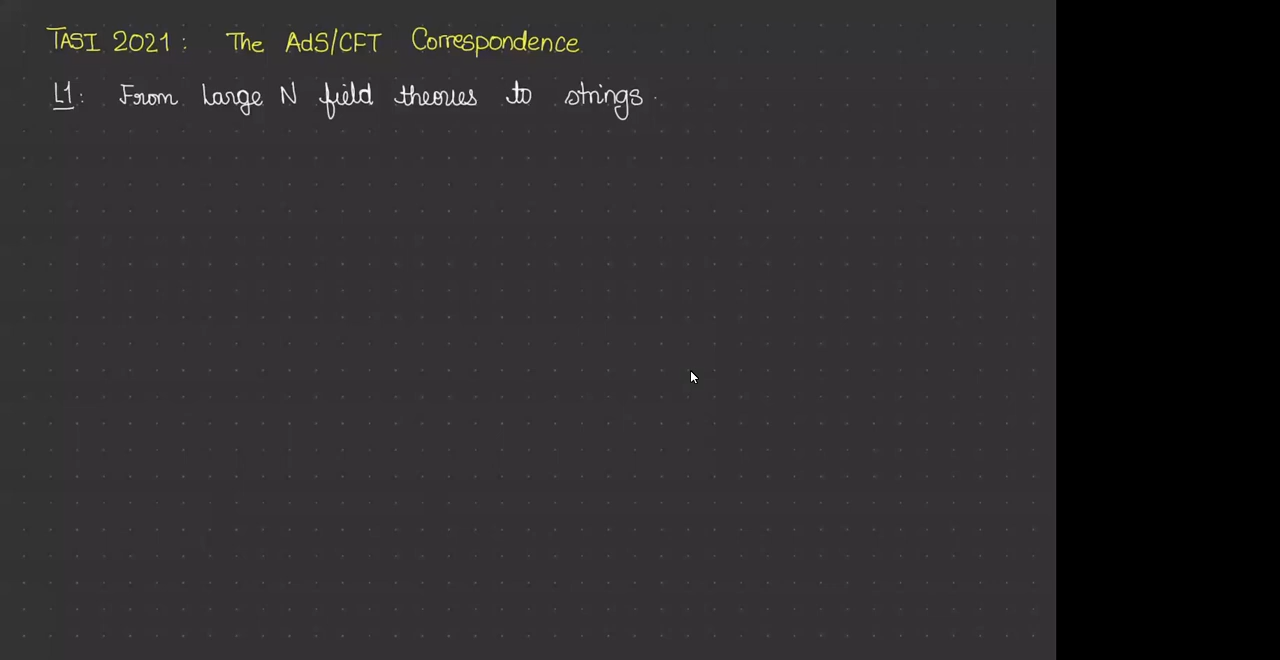 TASI 2021: The AdS/CFT Correspondence
L1: From Large N field theories to strings.